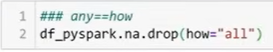 1 ### any==how
2 df_pyspark.na.drop(how="all")